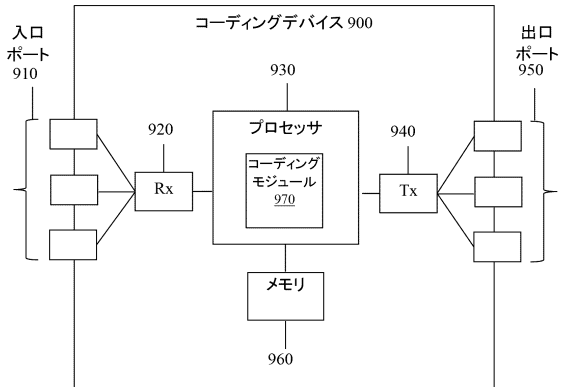 コーディングデバイス 900
入口
ポート
910
出口
ポート
950
930
920
940
プロセッサ
コーディング
モジュール
970
Rx
Tx
メモリ
960